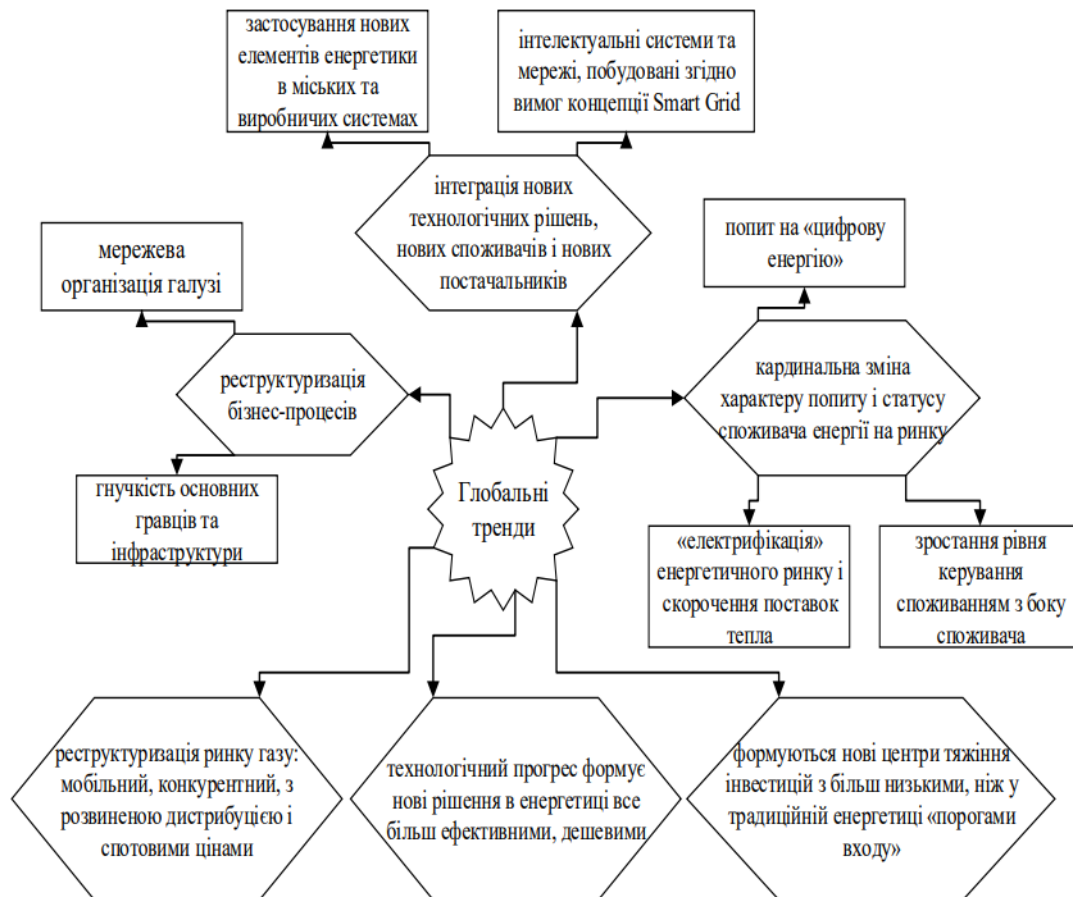 застосування нових
елементів енергетики
в міських та
виробничих системах
інтелектуальні системи та
мережі, побудовані згідно
вимог концепції Smart Grid
інтеграція нових
технологічних рішень,
нових споживачів і нових
постачальників
попит на «цифрову
енергію»
мережева
організація галузі
реструктуризація
бізнес-процесів
кардинальна зміна
характеру попиту і статусу
споживача енергії на ринку
гнучкість основних
гравців та
інфраструктури
Глобальні
тренди
«електрифікація»
енергетичного ринку і
скорочення поставок
тепла
зростання рівня
керування
споживанням з боку
споживача
реструктуризація ринку газу:
мобільний, конкурентний, з
розвиненою дистрибуцією і
спотовими цінами
технологічний прогрес формує
нові рішення в енергетиці все
більш ефективними, дешевими
формуються нові центри тяжіння
інвестицій з більш низькими, ніж у
традиційній енергетиці «порогами
входу»